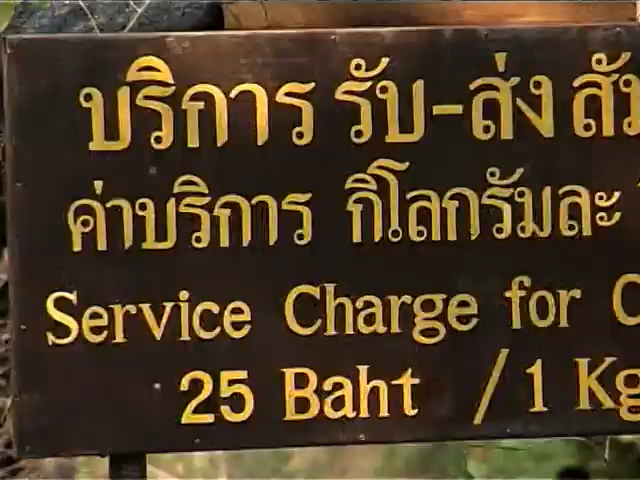 บริการ รับ-ส่ง
ค่าบริการ กิโลกรัมละ
Service Charge for
25 Baht / 1 Kg